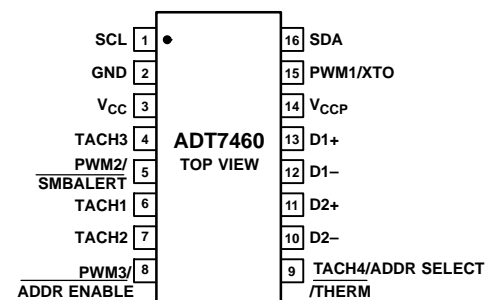 SCL 1 16 SDA
GND 2 15 PWM1/XTO
VCC 3 14 VCCP
TACH3 4 ADT7460 13 D1+
TOP VIEW
PWM2/
SMBALERT 5 12 D1–
TACH1 6 11 D2+
TACH2 7 10 D2–
PWM3/
ADDR ENABLE 8 9 TACH4/ADDR SELECT
/THERM